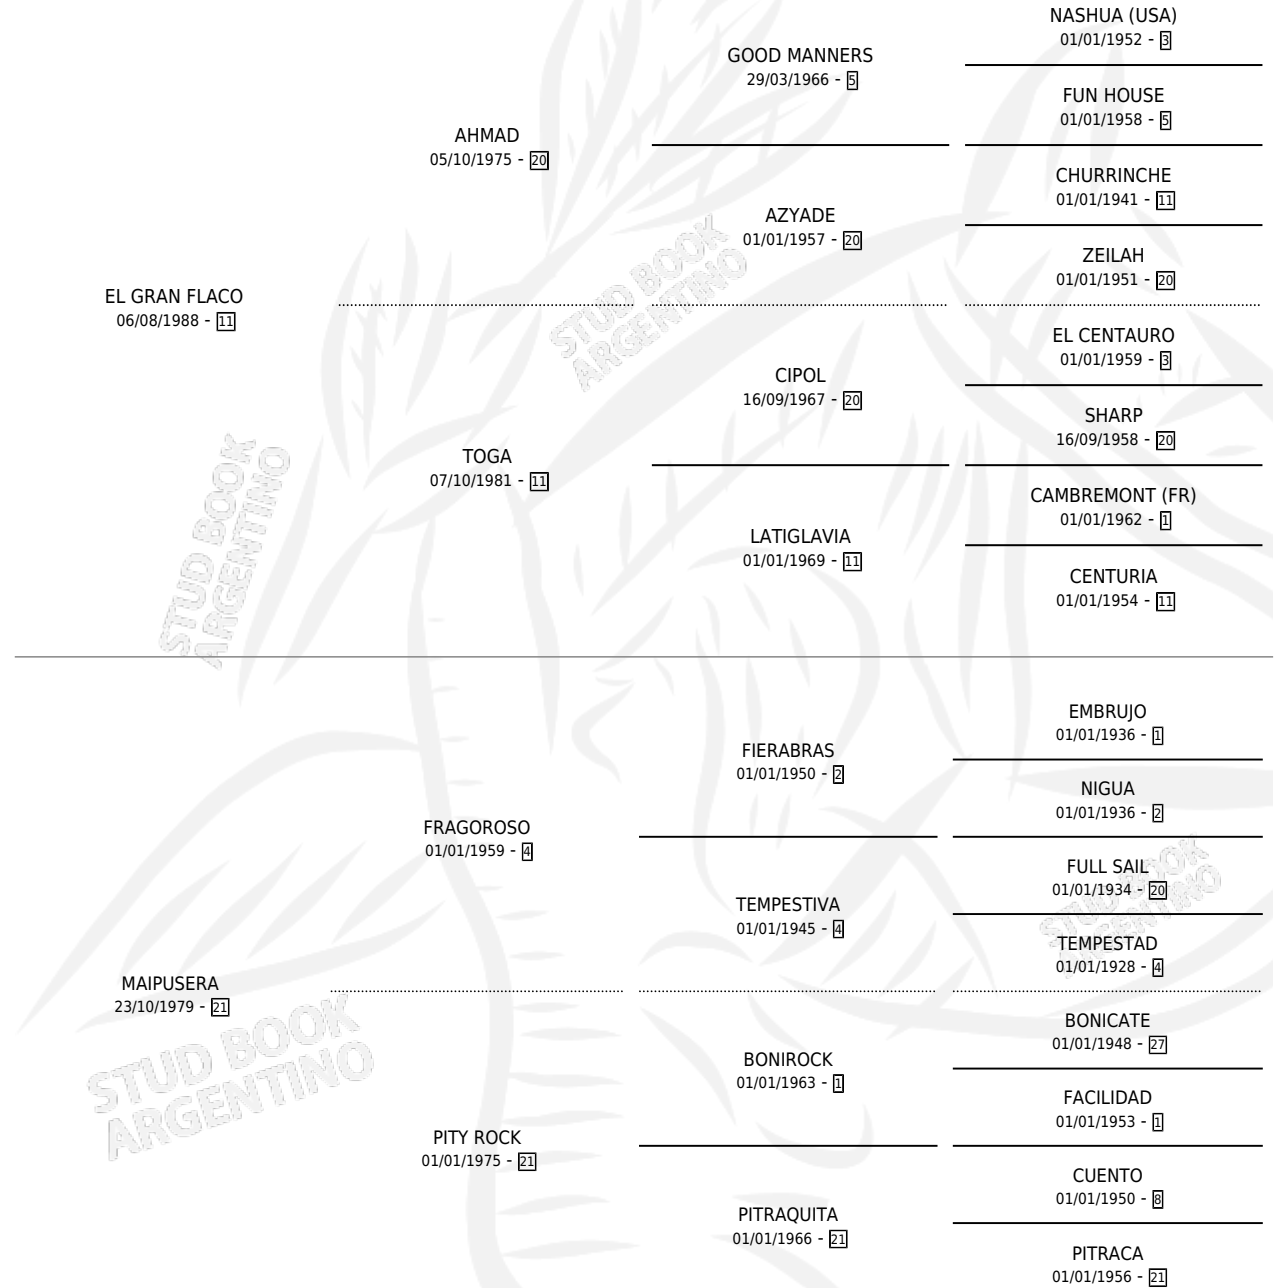 NASHUA (USA)
01/01/1952 - 3
GOOD MANNERS
29/03/1966 - 5
FUN HOUSE
01/01/1958 - 5
AHMAD
05/10/1975 - 20
CHURRINCHE
01/01/1941 - 11
AZYADE
01/01/1957 - 20
ZEILAH
01/01/1951 - 20
EL GRAN FLACO
06/08/1988 - 11
STUD BOOK
ARGENTINO
EL CENTAURO
01/01/1959 - 3
CIPOL
16/09/1967 - 20
SHARP
16/09/1958 - 20
TOGA
07/10/1981 - 11
CAMBREMONT (FR)
01/01/1962 - 1
LATIGLAVIA
01/01/1969 - 11
CENTURIA
01/01/1954 - 11
STUD BOOK
ARGENTINO
EMBRUJO
01/01/1936 - 1
FIERABRAS
01/01/1950 - 2
NIGUA
01/01/1936 - 2
FRAGOROSO
01/01/1959 - 4
FULL SAIL
01/01/1934 - 20
TEMPESTIVA
01/01/1945 - 4
STUD BOOK
ARGENTINO
TEMPESTAD
01/01/1928 - 4
MAIPUSERA
23/10/1979 - 21
BONICATE
01/01/1948 - 27
BONIROCK
01/01/1963 - 1
STUD BOOK
ARGENTINO
FACILIDAD
01/01/1953 - 1
PITY ROCK
01/01/1975 - 21
CUENTO
01/01/1950 - 8
PITRAQUITA
01/01/1966 - 21
PITRACA
01/01/1956 - 21